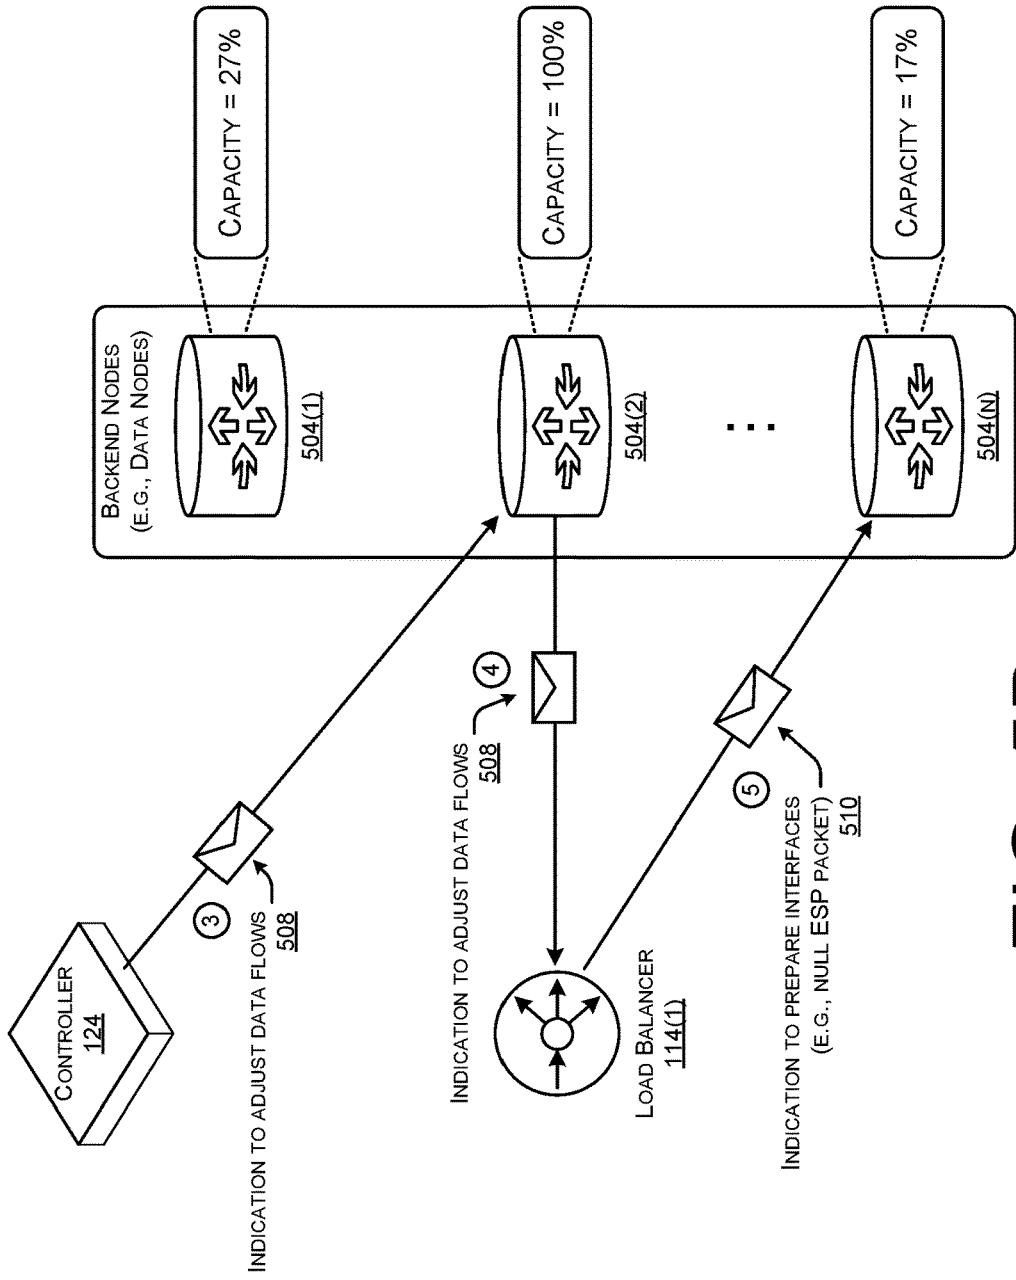 CONTROLLER
124
3
INDICATION TO ADJUST DATA FLOWS
508
BACKEND NODES
(E.G., DATA NODES)
504(1)
CAPACITY = 27%
INDICATION TO ADJUST DATA FLOWS
508
4
504(2)
CAPACITY = 100%
LOAD BALANCER
114(1)
5
INDICATION TO PREPARE INTERFACES
(E.G., NULL ESP PACKET)
510
...
504(N)
CAPACITY = 17%